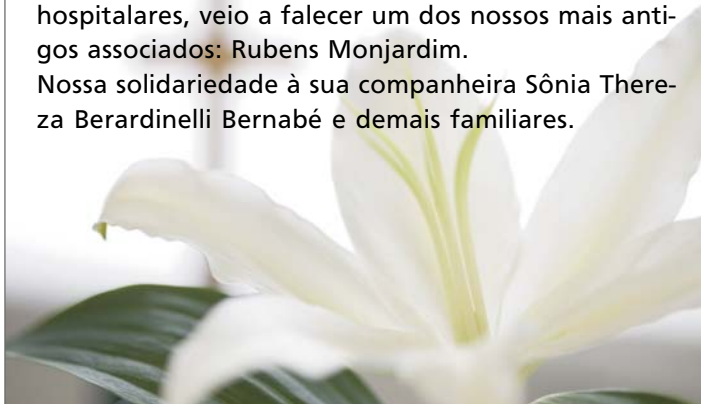 hospitalares, veio a falecer um dos nossos mais anti-
gos associados: Rubens Monjardim.
Nossa solidariedade à sua companheira Sônia There-
za Berardinelli Bernabé e demais familiares.